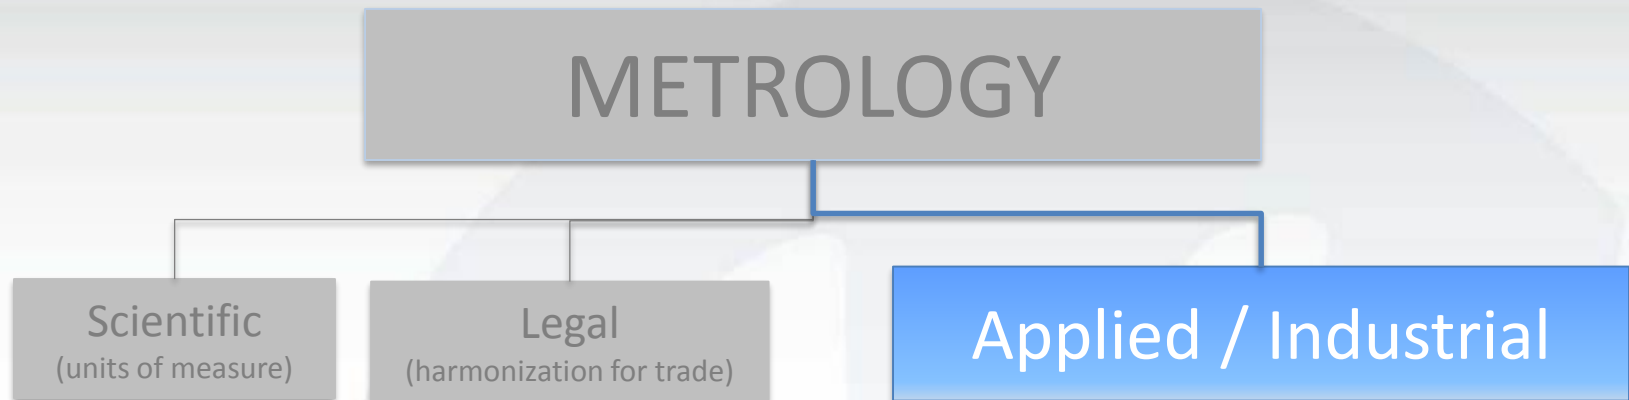 METROLOGY
Scientific
(units of measure)
Legal
(harmonization for trade)
Applied / Industrial